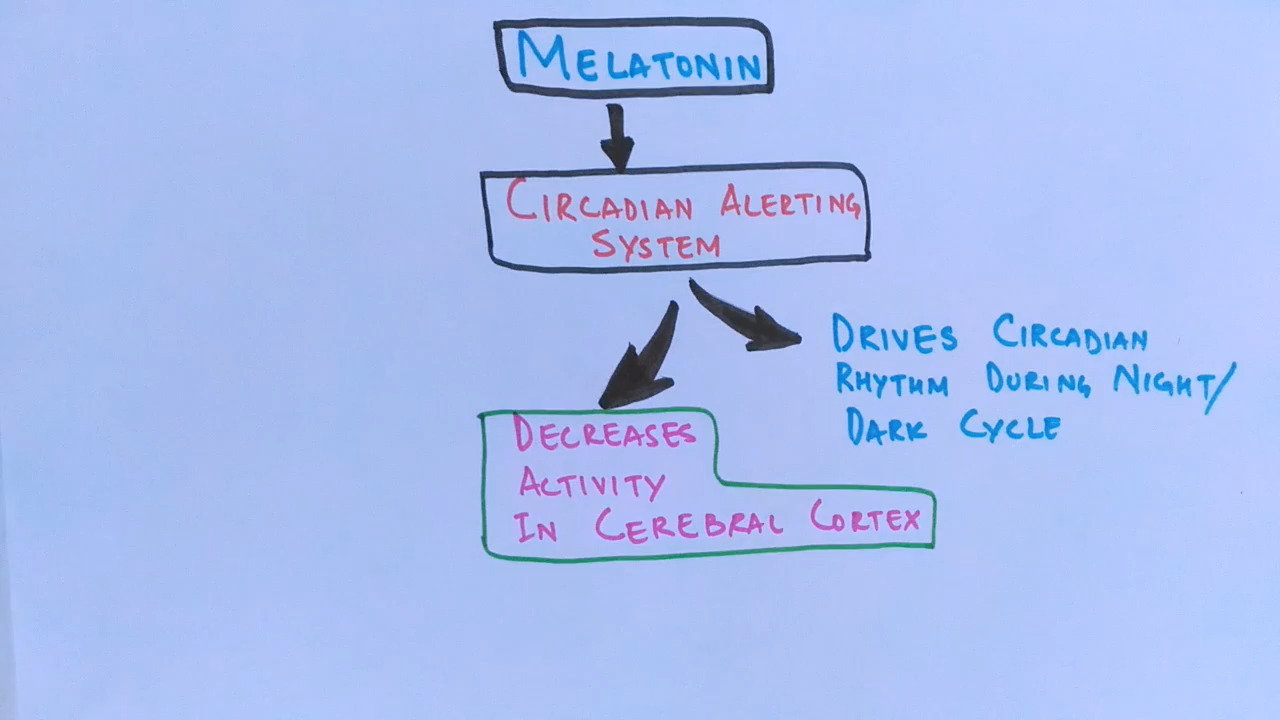 MELATONIN
CIRCADIAN ALERTING
SYSTEM
DRIVES CIRCADIAN
RHYTHM DURING NIGHT/
DARK CYCLE
DECREASES
ACTIVITY
IN CEREBRAL CORTEX